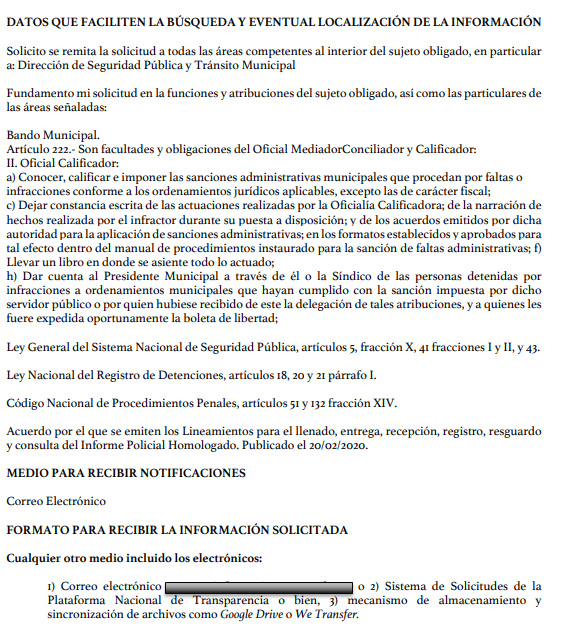 DATOS QUE FACILITEN LA BÚSQUEDA Y EVENTUAL LOCALIZACIÓN DE LA INFORMACIÓN
Solicito se remita la solicitud a todas las áreas competentes al interior del sujeto obligado, en particular
a: Dirección de Seguridad Pública y Tránsito Municipal
Fundamento mi solicitud en la funciones y atribuciones del sujeto obligado, así como las particulares de
las áreas señaladas:
Bando Municipal.
Artículo 222.- Son facultades y obligaciones del Oficial MediadorConciliador y Calificador:
II. Oficial Calificador:
a) Conocer, calificar e imponer las sanciones administrativas municipales que procedan por faltas o
infracciones conforme a los ordenamientos jurídicos aplicables, excepto las de carácter fiscal;
c) Dejar constancia escrita de las actuaciones realizadas por la Oficialía Calificadora; de la narración de
hechos realizada por el infractor durante su puesta a disposición; y de los acuerdos emitidos por dicha
autoridad para la aplicación de sanciones administrativas; en los formatos establecidos y aprobados para
tal efecto dentro del manual de procedimientos instaurado para la sanción de faltas administrativas; f)
Llevar un libro en donde se asiente todo lo actuado;
h) Dar cuenta al Presidente Municipal a través de él o la Síndico de las personas detenidas por
infracciones a ordenamientos municipales que hayan cumplido con la sanción impuesta por dicho
servidor público o por quien hubiese recibido de este la delegación de tales atribuciones, y a quienes les
fuere expedida oportunamente la boleta de libertad;
Ley General del Sistema Nacional de Seguridad Pública, artículos 5, fracción X, 41 fracciones I y II, y 43.
Ley Nacional del Registro de Detenciones, artículos 18, 20 y 21 párrafo I.
Código Nacional de Procedimientos Penales, artículos 51 y 132 fracción XIV.
Acuerdo por el que se emiten los Lineamientos para el llenado, entrega, recepción, registro, resguardo
y consulta del Informe Policial Homologado. Publicado el 20/02/2020.
MEDIO PARA RECIBIR NOTIFICACIONES
Correo Electrónico
FORMATO PARA RECIBIR LA INFORMACIÓN SOLICITADA
Cualquier otro medio incluido los electrónicos:
1) Correo electrónico o 2) Sistema de Solicitudes de la
Plataforma Nacional de Transparencia o bien, 3) mecanismo de almacenamiento y
sincronización de archivos como Google Drive o We Transfer.